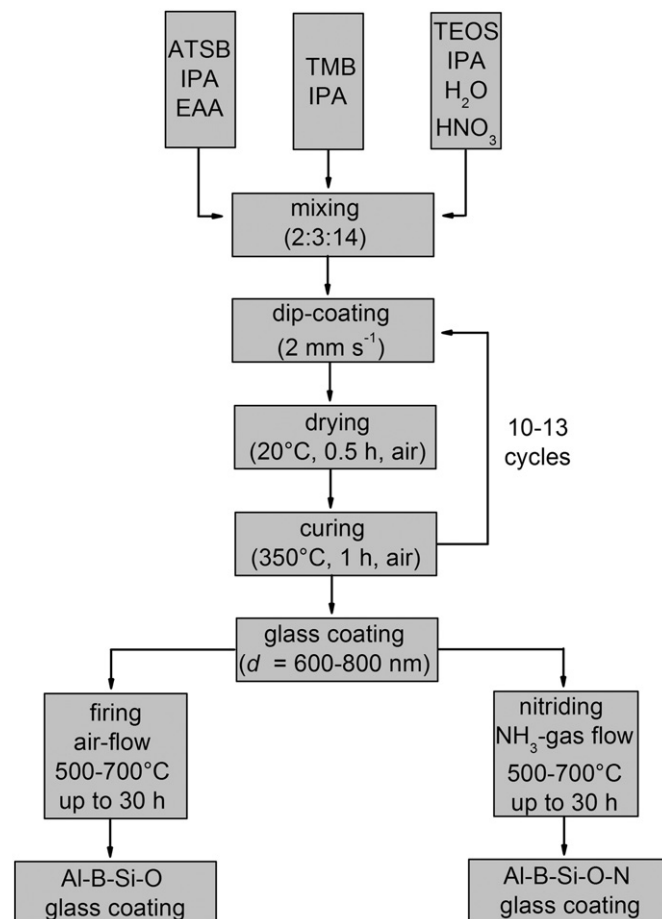 ATSB
IPA
EAA
TMB
IPA
TEOS
IPA
H₂O
HNO₃
mixing
(2:3:14)
dip-coating
(2 mm s⁻¹)
drying
(20°C, 0.5 h, air)
10-13
cycles
curing
(350°C, 1 h, air)
glass coating
(d = 600-800 nm)
firing
air-flow
500-700°C
up to 30 h
nitriding
NH₃-gas flow
500-700°C
up to 30 h
Al-B-Si-O
glass coating
Al-B-Si-O-N
glass coating